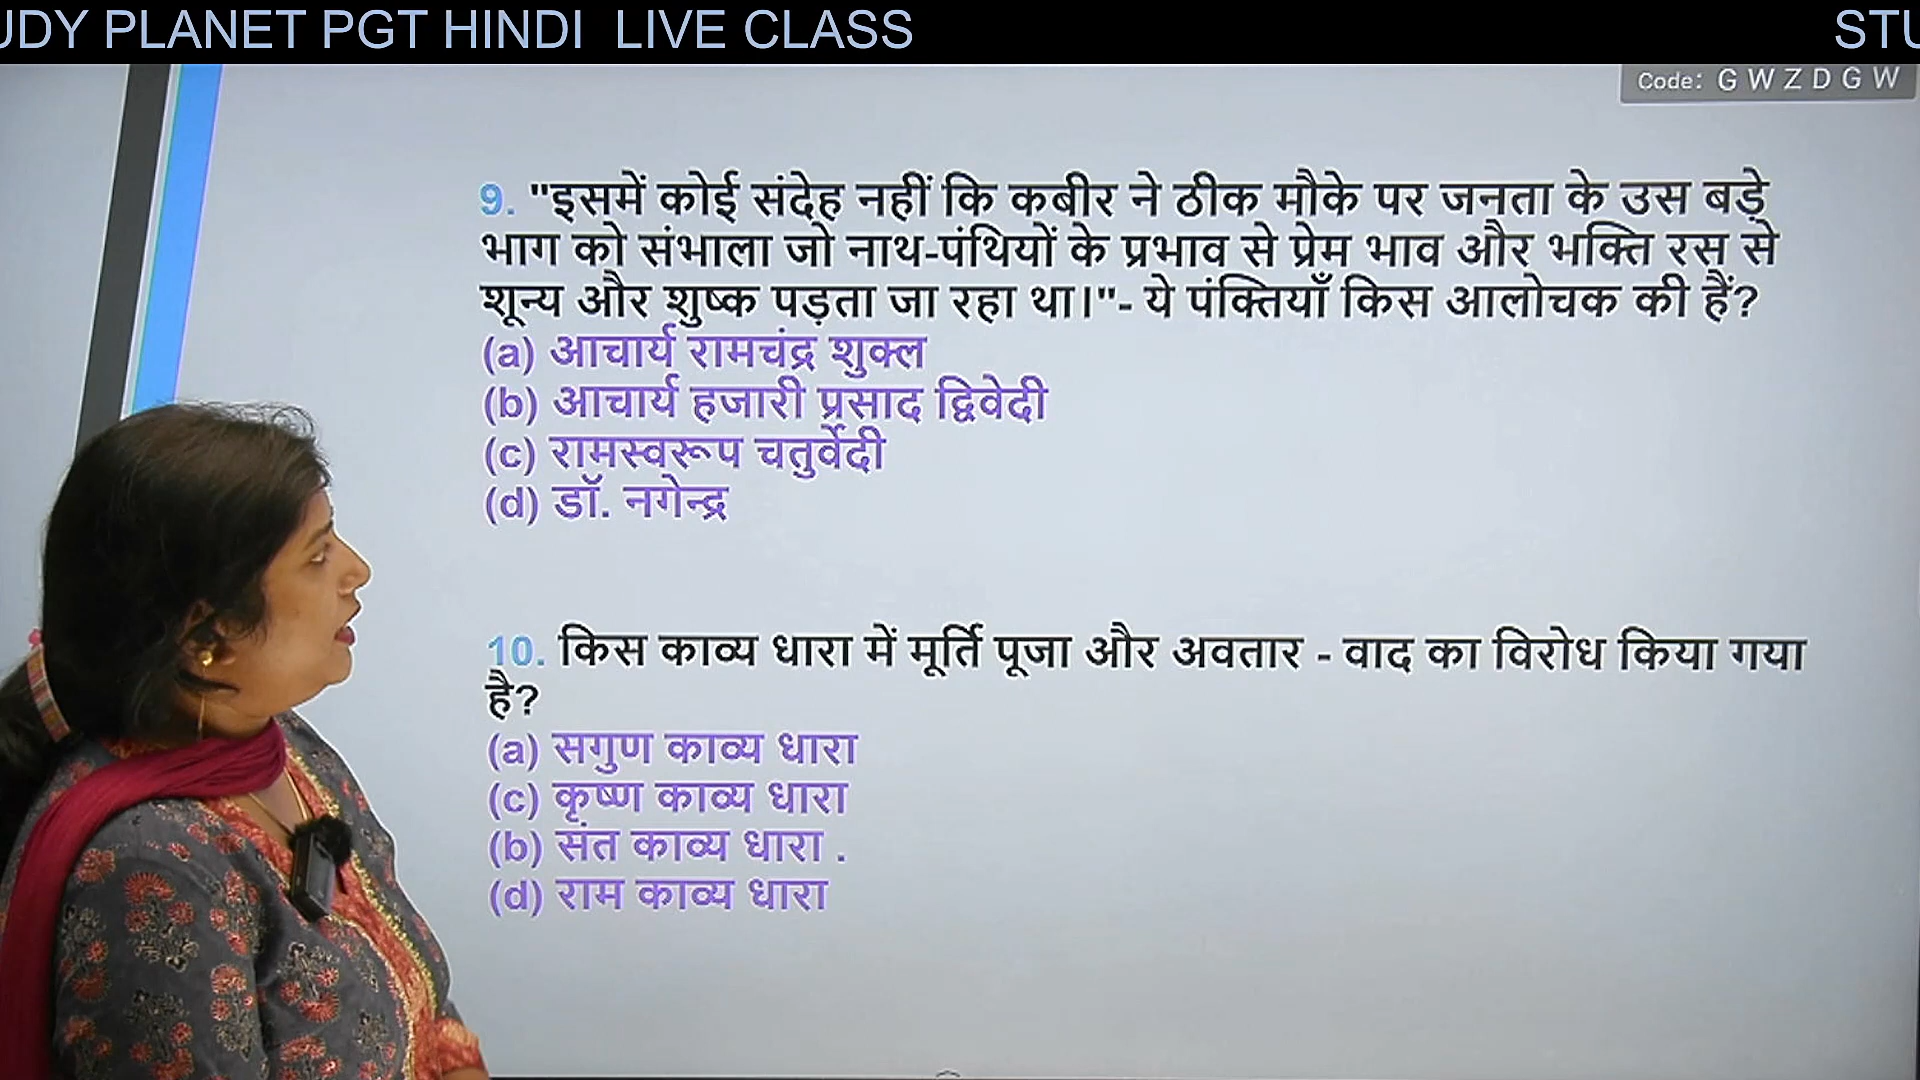 UDY PLANET PGT HINDI LIVE CLASS STU
Code: G W Z D G W
9. "इसमें कोई संदेह नहीं कि कबीर ने ठीक मौके पर जनता के उस बड़े
भाग को संभाला जो नाथ-पंथियों के प्रभाव से प्रेम भाव और भक्ति रस से
शून्य और शुष्क पड़ता जा रहा था।"- ये पंक्तियाँ किस आलोचक की हैं?
(a) आचार्य रामचंद्र शुक्ल
(b) आचार्य हजारी प्रसाद द्विवेदी
(c) रामस्वरूप चतुर्वेदी
(d) डॉ. नगेन्द्र
10. किस काव्य धारा में मूर्ति पूजा और अवतार - वाद का विरोध किया गया
है?
(a) सगुण काव्य धारा
(c) कृष्ण काव्य धारा
(b) संत काव्य धारा .
(d) राम काव्य धारा